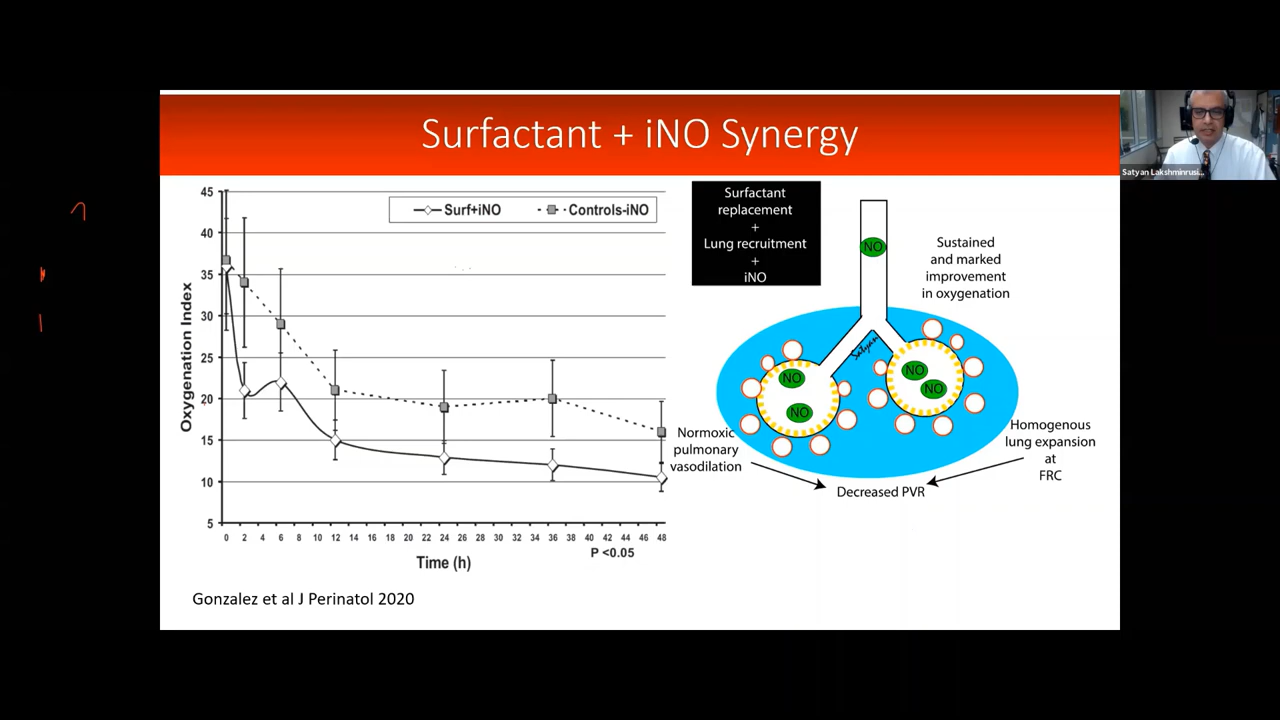 Surfactant + iNO Synergy
Satyan Lakshminrusi...
45
40
35
30
25
20
15
10
5
Oxygenation Index
Surf+iNO
Controls-iNO
0 2 4 6 8 10 12 14 16 18 20 22 24 26 28 30 32 34 36 38 40 42 44 46 48
P <0.05
Time (h)
Gonzalez et al J Perinatol 2020
Surfactant
replacement
+
Lung recruitment
+
iNO
NO
Sustained
and marked
improvement
in oxygenation
Satyan
NO
NO
NO
NO
Normoxic
pulmonary
vasodilation
Homogenous
lung expansion
at
FRC
Decreased PVR